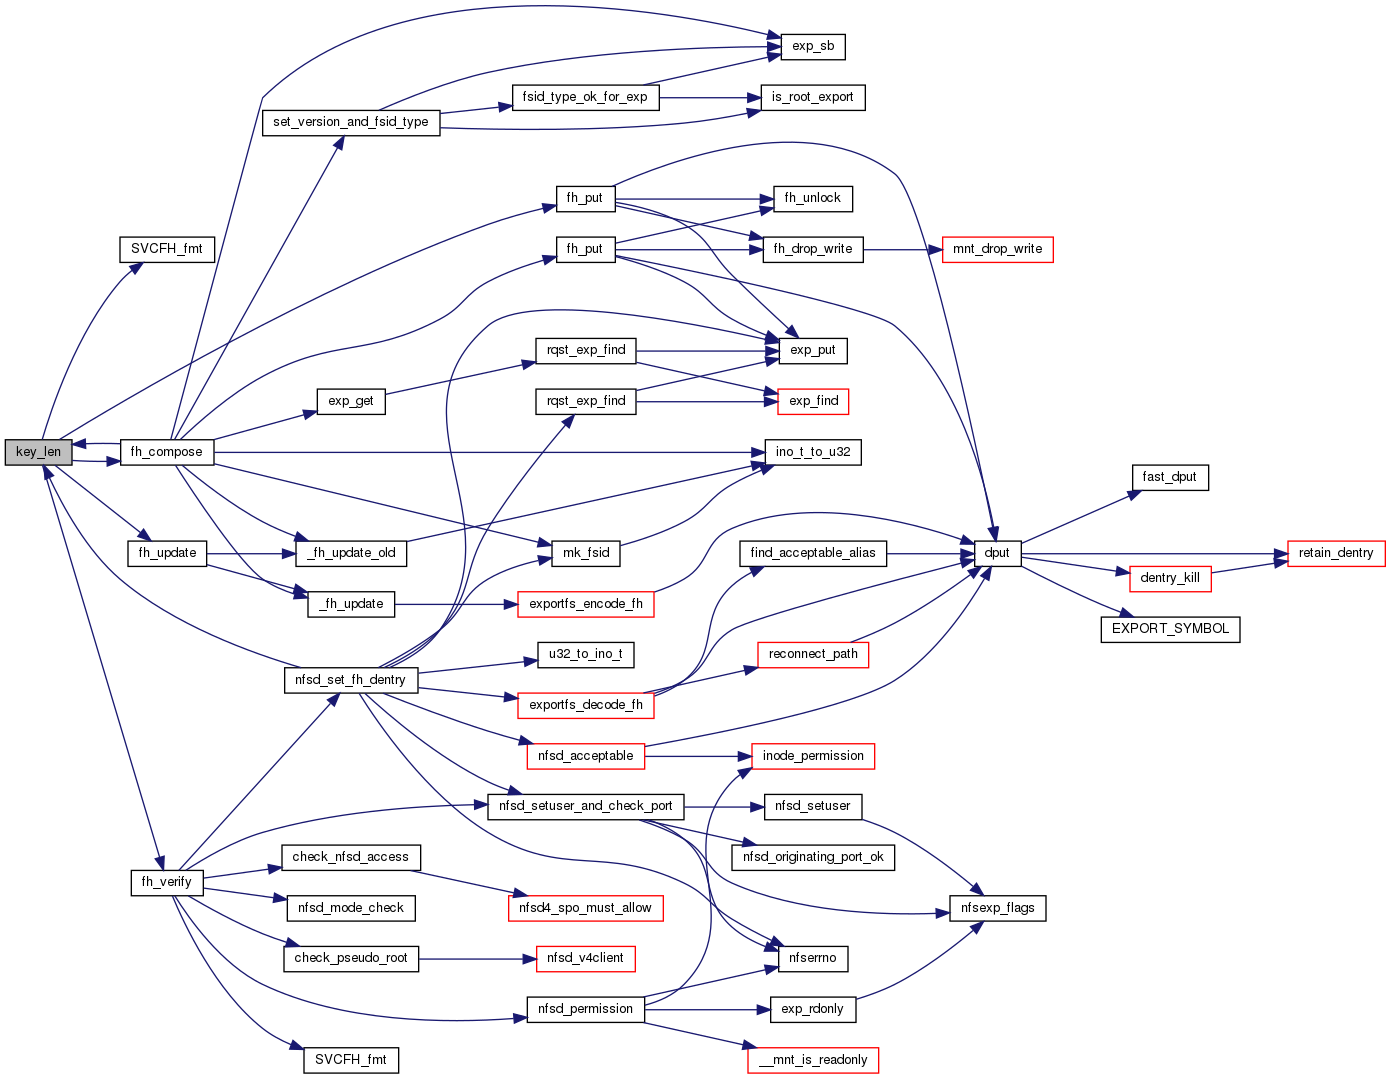 exp_sb
fsid_type_ok_for_exp
is_root_export
set_version_and_fsid_type
fh_put
fh_unlock
SVCFH_fmt
fh_put
fh_drop_write
mnt_drop_write
rqst_exp_find
exp_put
exp_get
rqst_exp_find
exp_find
key_len
fh_compose
ino_t_to_u32
fast_dput
fh_update
_fh_update_old
mk_fsid
find_acceptable_alias
dput
retain_dentry
dentry_kill
_fh_update
exportfs_encode_fh
EXPORT_SYMBOL
u32_to_ino_t
reconnect_path
nfsd_set_fh_dentry
exportfs_decode_fh
nfsd_acceptable
inode_permission
nfsd_setuser_and_check_port
nfsd_setuser
check_nfsd_access
nfsd_originating_port_ok
fh_verify
nfsd_mode_check
nfsd4_spo_must_allow
nfsexp_flags
check_pseudo_root
nfsd_v4client
nfserrno
nfsd_permission
exp_rdonly
SVCFH_fmt
__mnt_is_readonly